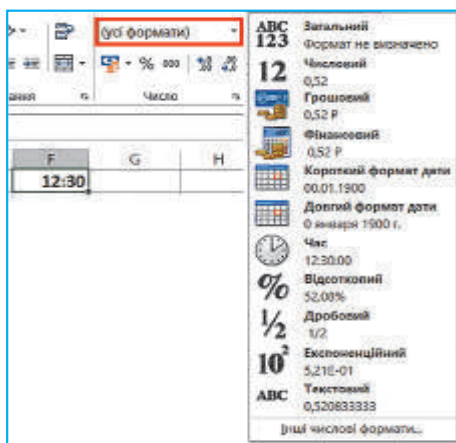 (усі формати)
% 000
Число
F G H
12:30
ABC 123
Загальний
Формат не визначено
12
Числовий
0,52
Грошовий
0,52 ₽
Фінансовий
0,52 ₽
Короткий формат дати
00.01.1900
Довгий формат дати
0 января 1900 г.
Час
12:30:00
%
Відсотковий
52,08%
½
Дробовий
1/2
10²
Експоненційний
5,21E-01
ABC
Текстовий
0,520833333
Інші числові формати...